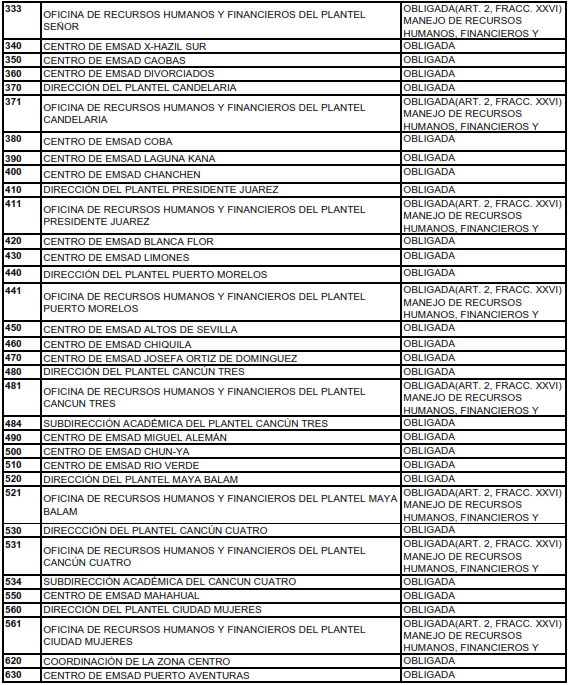 333
OFICINA DE RECURSOS HUMANOS Y FINANCIEROS DEL PLANTEL
SEÑOR
OBLIGADA(ART. 2, FRACC. XXVI)
MANEJO DE RECURSOS
HUMANOS, FINANCIEROS Y
340 CENTRO DE EMSAD X-HAZIL SUR OBLIGADA
350 CENTRO DE EMSAD CAOBAS OBLIGADA
360 CENTRO DE EMSAD DIVORCIADOS OBLIGADA
370 DIRECCIÓN DEL PLANTEL CANDELARIA OBLIGADA
371
OFICINA DE RECURSOS HUMANOS Y FINANCIEROS DEL PLANTEL
CANDELARIA
OBLIGADA(ART. 2, FRACC. XXVI)
MANEJO DE RECURSOS
HUMANOS, FINANCIEROS Y
380 CENTRO DE EMSAD COBA OBLIGADA
390 CENTRO DE EMSAD LAGUNA KANA OBLIGADA
400 CENTRO DE EMSAD CHANCHEN OBLIGADA
410 DIRECCIÓN DEL PLANTEL PRESIDENTE JUAREZ OBLIGADA
411
OFICINA DE RECURSOS HUMANOS Y FINANCIEROS DEL PLANTEL
PRESIDENTE JUAREZ
OBLIGADA(ART. 2, FRACC. XXVI)
MANEJO DE RECURSOS
HUMANOS, FINANCIEROS Y
420 CENTRO DE EMSAD BLANCA FLOR OBLIGADA
430 CENTRO DE EMSAD LIMONES OBLIGADA
440 DIRECCIÓN DEL PLANTEL PUERTO MORELOS OBLIGADA
441
OFICINA DE RECURSOS HUMANOS Y FINANCIEROS DEL PLANTEL
PUERTO MORELOS
OBLIGADA(ART. 2, FRACC. XXVI)
MANEJO DE RECURSOS
HUMANOS, FINANCIEROS Y
450 CENTRO DE EMSAD ALTOS DE SEVILLA OBLIGADA
460 CENTRO DE EMSAD CHIQUILA OBLIGADA
470 CENTRO DE EMSAD JOSEFA ORTIZ DE DOMINGUEZ OBLIGADA
480 DIRECCIÓN DEL PLANTEL CANCÚN TRES OBLIGADA
481
OFICINA DE RECURSOS HUMANOS Y FINANCIEROS DEL PLANTEL
CANCUN TRES
OBLIGADA(ART. 2, FRACC. XXVI)
MANEJO DE RECURSOS
HUMANOS, FINANCIEROS Y
484 SUBDIRECCIÓN ACADÉMICA DEL PLANTEL CANCÚN TRES OBLIGADA
490 CENTRO DE EMSAD MIGUEL ALEMÁN OBLIGADA
500 CENTRO DE EMSAD CHUN-YA OBLIGADA
510 CENTRO DE EMSAD RIO VERDE OBLIGADA
520 DIRECCIÓN DEL PLANTEL MAYA BALAM OBLIGADA
521
OFICINA DE RECURSOS HUMANOS Y FINANCIEROS DEL PLANTEL MAYA
BALAM
OBLIGADA(ART. 2, FRACC. XXVI)
MANEJO DE RECURSOS
HUMANOS, FINANCIEROS Y
530 DIRECCCIÓN DEL PLANTEL CANCÚN CUATRO OBLIGADA
531
OFICINA DE RECURSOS HUMANOS Y FINANCIEROS DEL PLANTEL
CANCÚN CUATRO
OBLIGADA(ART. 2, FRACC. XXVI)
MANEJO DE RECURSOS
HUMANOS, FINANCIEROS Y
534 SUBDIRECCIÓN ACADÉMICA DEL CANCUN CUATRO OBLIGADA
550 CENTRO DE EMSAD MAHAHUAL OBLIGADA
560 DIRECCIÓN DEL PLANTEL CIUDAD MUJERES OBLIGADA
561
OFICINA DE RECURSOS HUMANOS Y FINANCIEROS DEL PLANTEL
CIUDAD MUJERES
OBLIGADA(ART. 2, FRACC. XXVI)
MANEJO DE RECURSOS
HUMANOS, FINANCIEROS Y
620 COORDINACIÓN DE LA ZONA CENTRO OBLIGADA
630 CENTRO DE EMSAD PUERTO AVENTURAS OBLIGADA